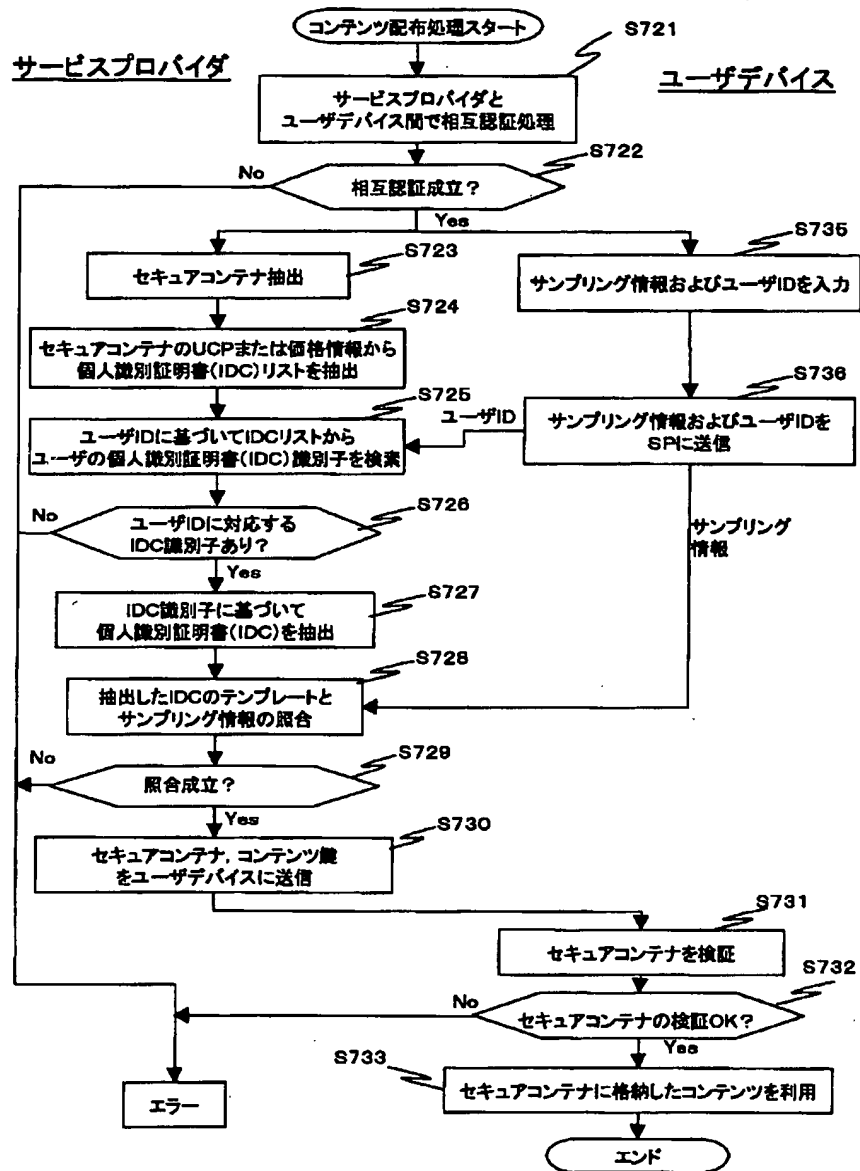 コンテンツ配布処理スタート
S721
サービスプロバイダ
ユーザデバイス
サービスプロバイダと
ユーザデバイス間で相互認証処理
S722
No
相互認証成立？
Yes
S723
セキュアコンテナ抽出
S735
サンプリング情報およびユーザIDを入力
S724
セキュアコンテナのUCPまたは価格情報から
個人識別証明書(IDC)リストを抽出
S725
ユーザIDに基づいてIDCリストから
ユーザの個人識別証明書(IDC)識別子を検索
ユーザID
S736
サンプリング情報およびユーザIDを
SPに送信
S726
No
ユーザIDに対応する
IDC識別子あり？
Yes
サンプリング
情報
S727
IDC識別子に基づいて
個人識別証明書(IDC)を抽出
S728
抽出したIDCのテンプレートと
サンプリング情報の照合
S729
No
照合成立？
Yes
S730
セキュアコンテナ，コンテンツ鍵
をユーザデバイスに送信
S731
セキュアコンテナを検証
S732
No
セキュアコンテナの検証OK？
Yes
S733
セキュアコンテナに格納したコンテンツを利用
エラー
エンド